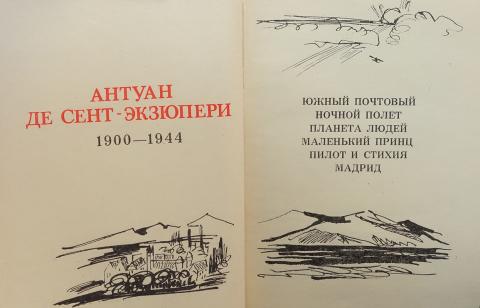 АНТУАН
ДЕ СЕНТ-ЭКЗЮПЕРИ
1900—1944
ЮЖНЫЙ ПОЧТОВЫЙ
НОЧНОЙ ПОЛЕТ
ПЛАНЕТА ЛЮДЕЙ
МАЛЕНЬКИЙ ПРИНЦ
ПИЛОТ И СТИХИЯ
МАДРИД